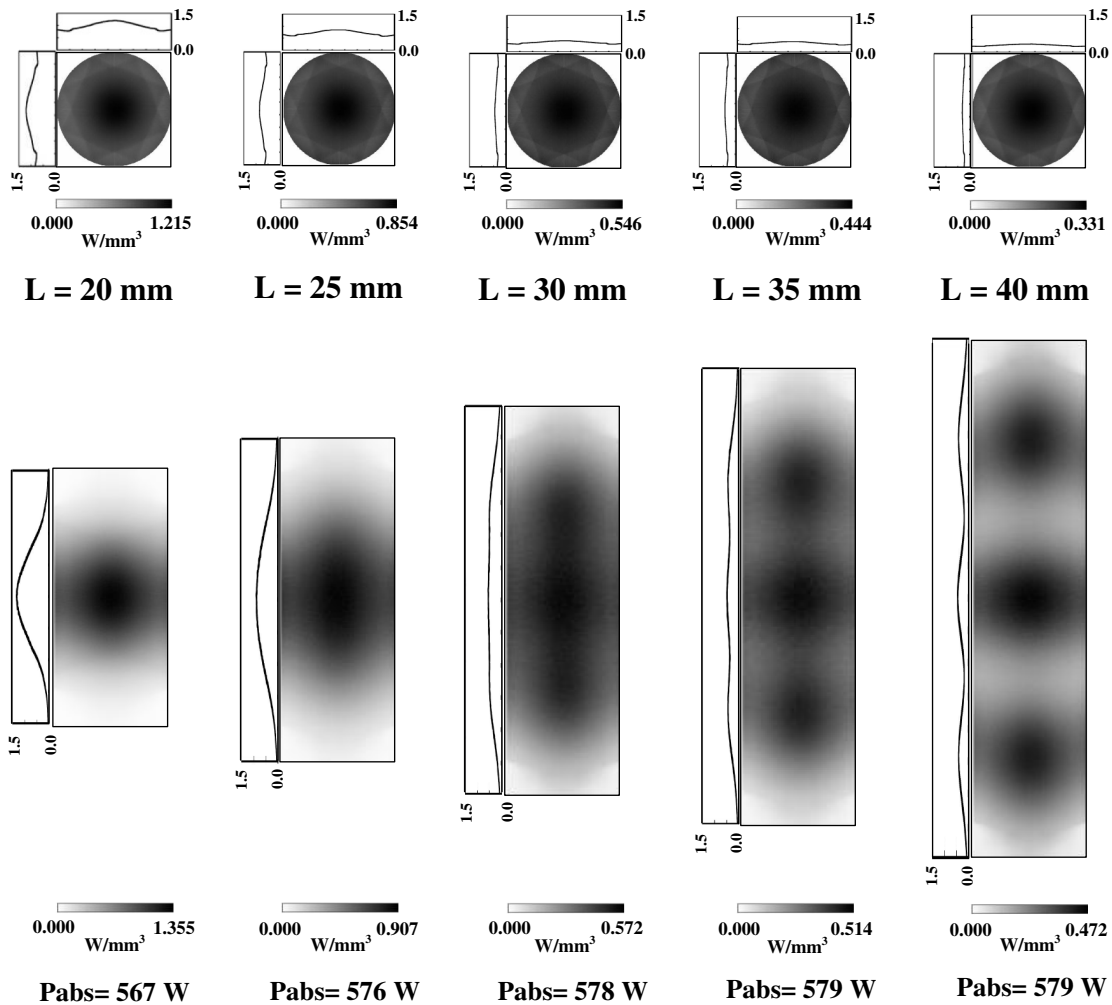 1.5 1.5 1.5 1.5 1.5
0.0 0.0 0.0 0.0 0.0
1.5 0.0 1.5 0.0 1.5 0.0 1.5 0.0 1.5 0.0
0.000 1.215 0.000 0.854 0.000 0.546 0.000 0.444 0.000 0.331
W/mm³ W/mm³ W/mm³ W/mm³ W/mm³
L = 20 mm L = 25 mm L = 30 mm L = 35 mm L = 40 mm
1.5 0.0 1.5 0.0 1.5 0.0 1.5 0.0 1.5 0.0
0.000 1.355 0.000 0.907 0.000 0.572 0.000 0.514 0.000 0.472
W/mm³ W/mm³ W/mm³ W/mm³ W/mm³
Pabs= 567 W Pabs= 576 W Pabs= 578 W Pabs= 579 W Pabs= 579 W